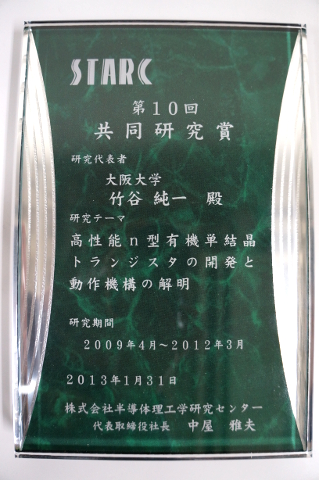 STARC
第10回
共同研究賞
研究代表者
大阪大学
竹谷 純一 殿
研究テーマ
高性能n型有機単結晶
トランジスタの開発と
動作機構の解明
研究期間
2009年4月～2012年3月
2013年1月31日
株式会社半導体理工学研究センター
代表取締役社長 中屋 雅夫